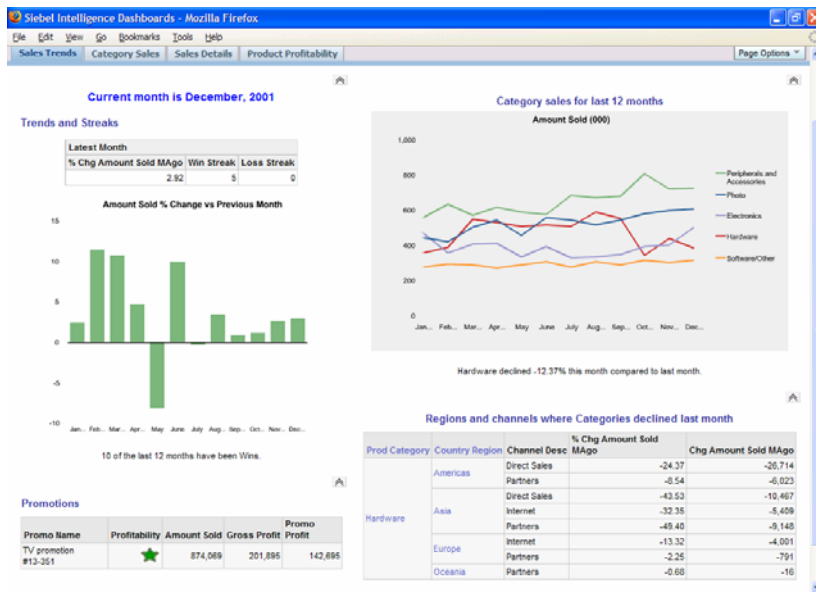 Siebel Intelligence Dashboards - Mozilla Firefox
File Edit View Go Bookmarks Tools Help
Sales Trends Category Sales Sales Details Product Profitability
Page Options
Current month is December, 2001
Trends and Streaks
Latest Month
% Chg Amount Sold MAgo Win Streak Loss Streak
2.92 5 0
Amount Sold % Change vs Previous Month
15
10
5
0
-5
-10
Jan... Feb... Mar... Apr... May June July Aug... Sep... Oct... Nov... Dec...
10 of the last 12 months have been Wins.
Promotions
Promo Name Profitability Amount Sold Gross Profit Promo Profit
TV promotion #13-351 874,069 201,895 142,695
Category sales for last 12 months
Amount Sold (000)
1,000
800
600
400
200
0
Jan... Feb... Mar... Apr... May June July Aug... Sep... Oct... Nov... Dec...
Peripherals and
Accessories
Photo
Electronics
Hardware
Software/Other
Hardware declined -12.37% this month compared to last month.
Regions and channels where Categories declined last month
Prod Category Country Region Channel Desc % Chg Amount Sold MAgo Chg Amount Sold MAgo
Hardware Americas Direct Sales -24.37 -26,714
Partners -8.54 -6,023
Asia Direct Sales -43.53 -10,467
Internet -32.35 -5,409
Partners -49.40 -9,148
Europe Internet -13.32 -4,001
Partners -2.25 -791
Oceania Partners -0.68 -16